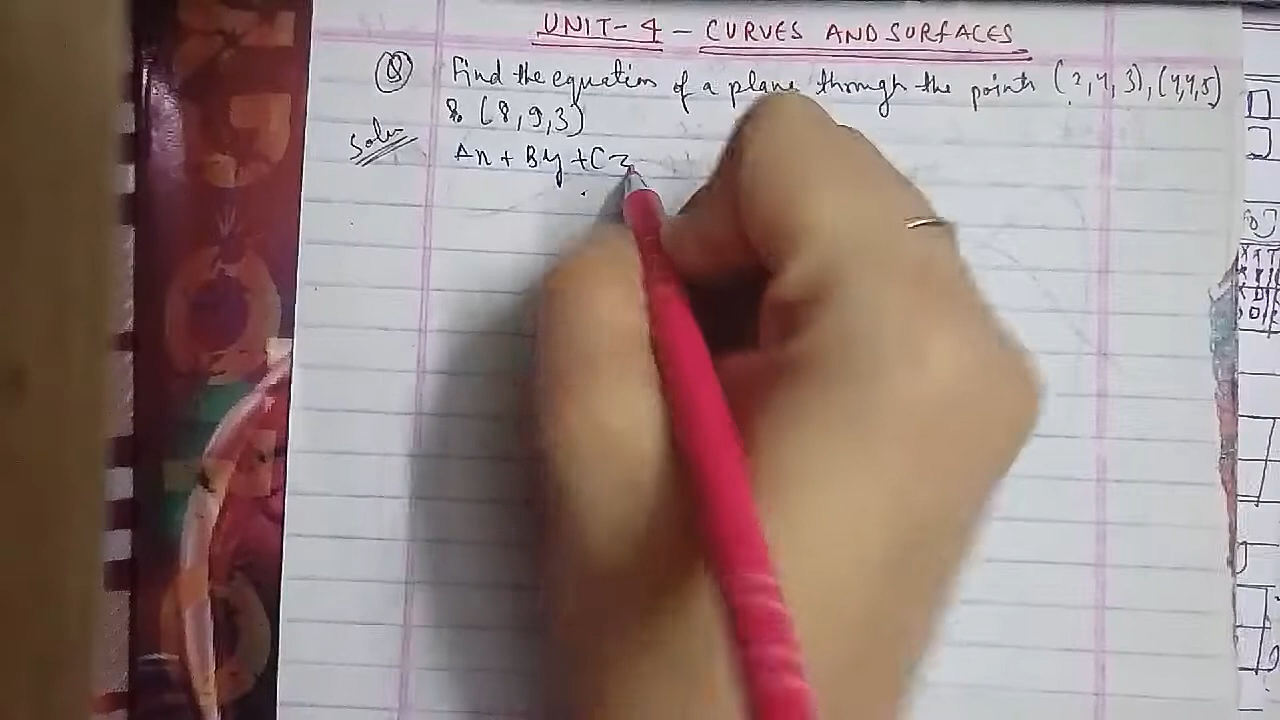 UNIT-4 - CURVES AND SURFACES
Q Find the equation of a plane through the points (2,4,3), (4,4,5)
& (8,9,3)
Soln
Ax + By + Cz